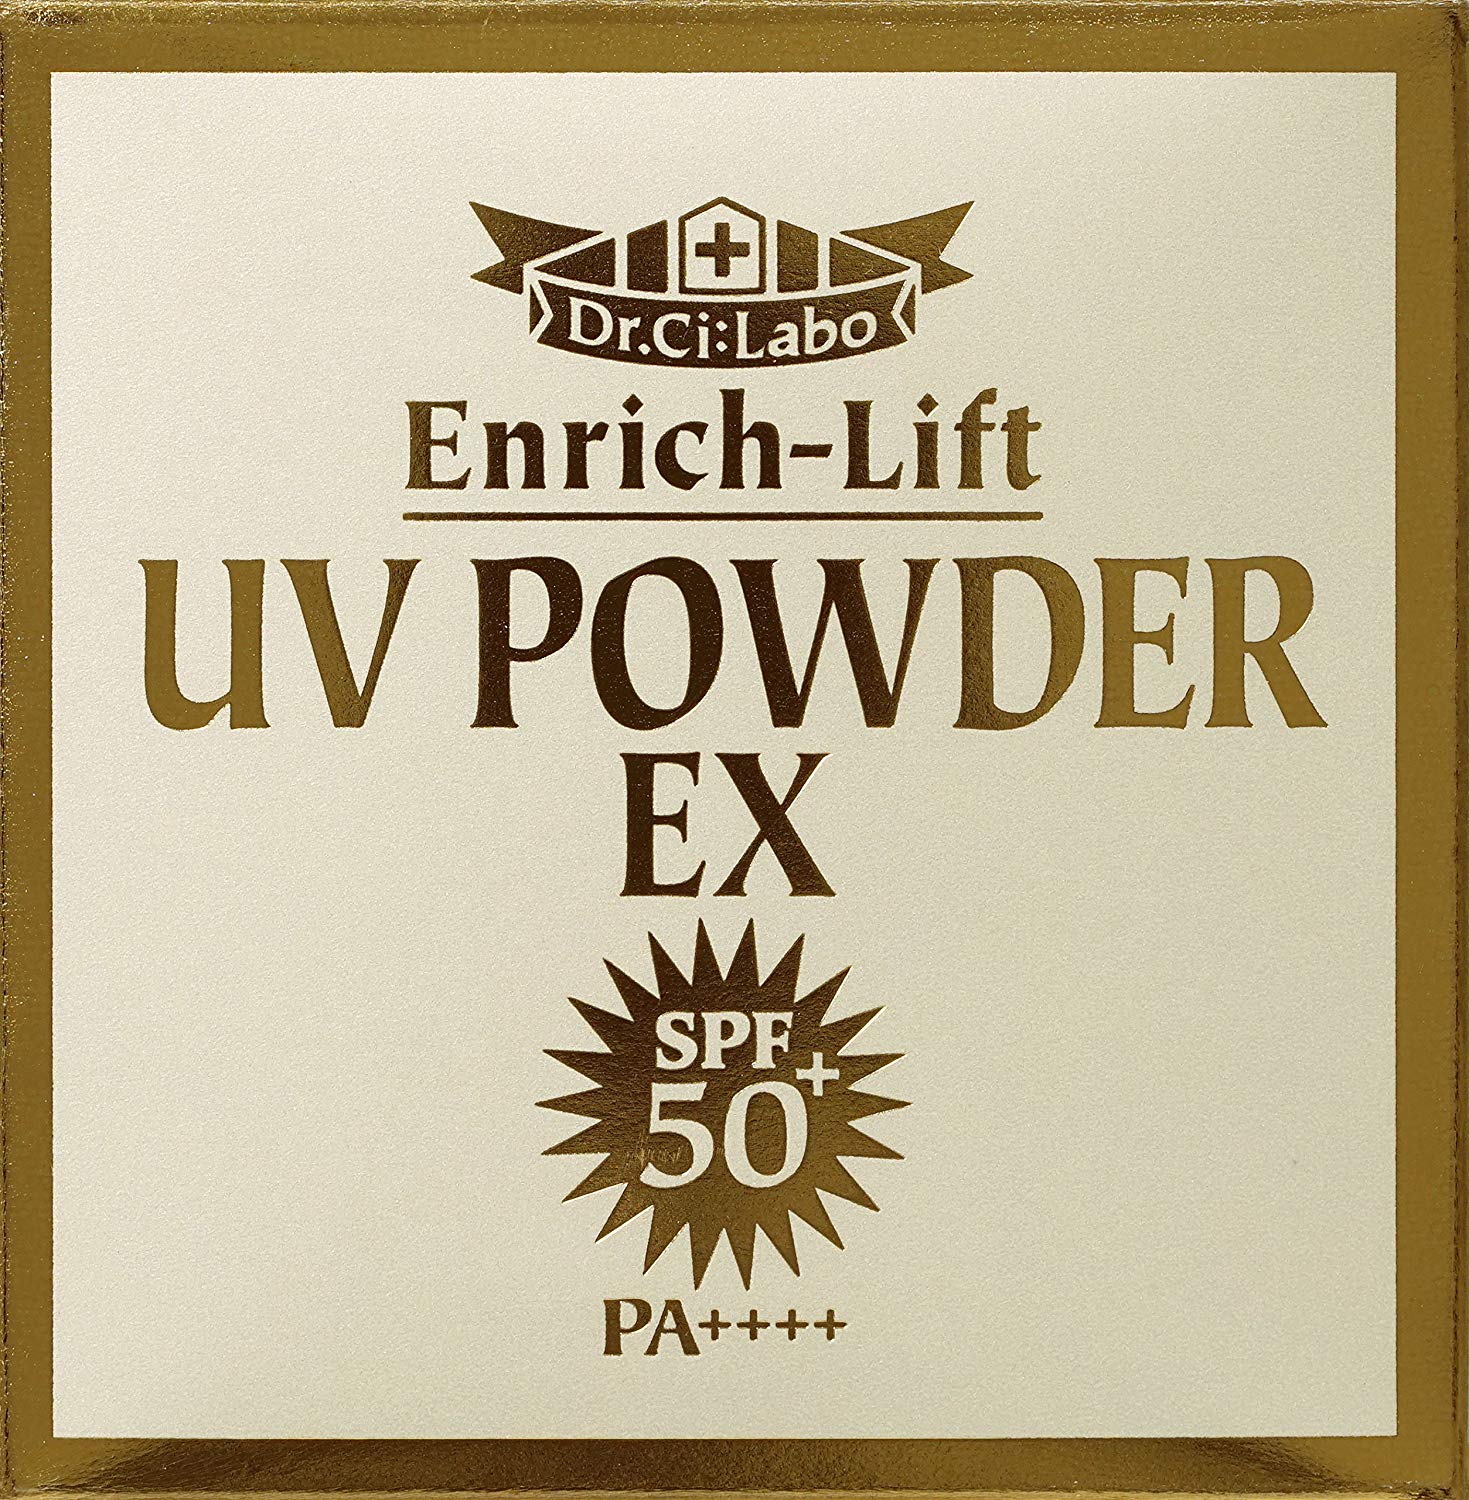 Dr.Ci:Labo
Enrich-Lift
UV POWDER
EX
SPF
50+
PA++++